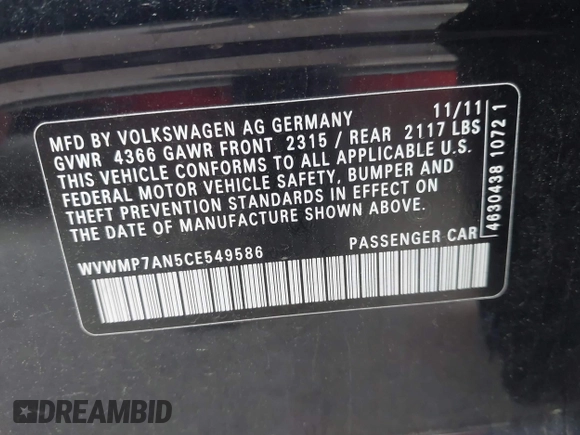 MFD BY VOLKSWAGEN AG GERMANY 11/11
GVWR 4366 GAWR FRONT 2315 / REAR 2117 LBS
THIS VEHICLE CONFORMS TO ALL APPLICABLE U.S.
FEDERAL MOTOR VEHICLE SAFETY, BUMPER AND
THEFT PREVENTION STANDARDS IN EFFECT ON
THE DATE OF MANUFACTURE SHOWN ABOVE.
WVWMP7AN5CE549586 PASSENGER CAR
4690438 1072 1
DREAMBID